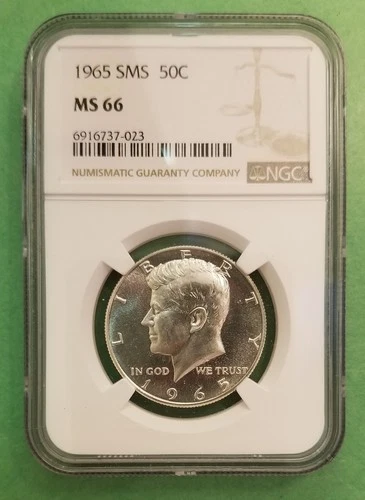 1965 SMS 50C
MS 66
6916737-023
NUMISMATIC GUARANTY COMPANY
NGC
LIBERTY
IN GOD WE TRUST
1965